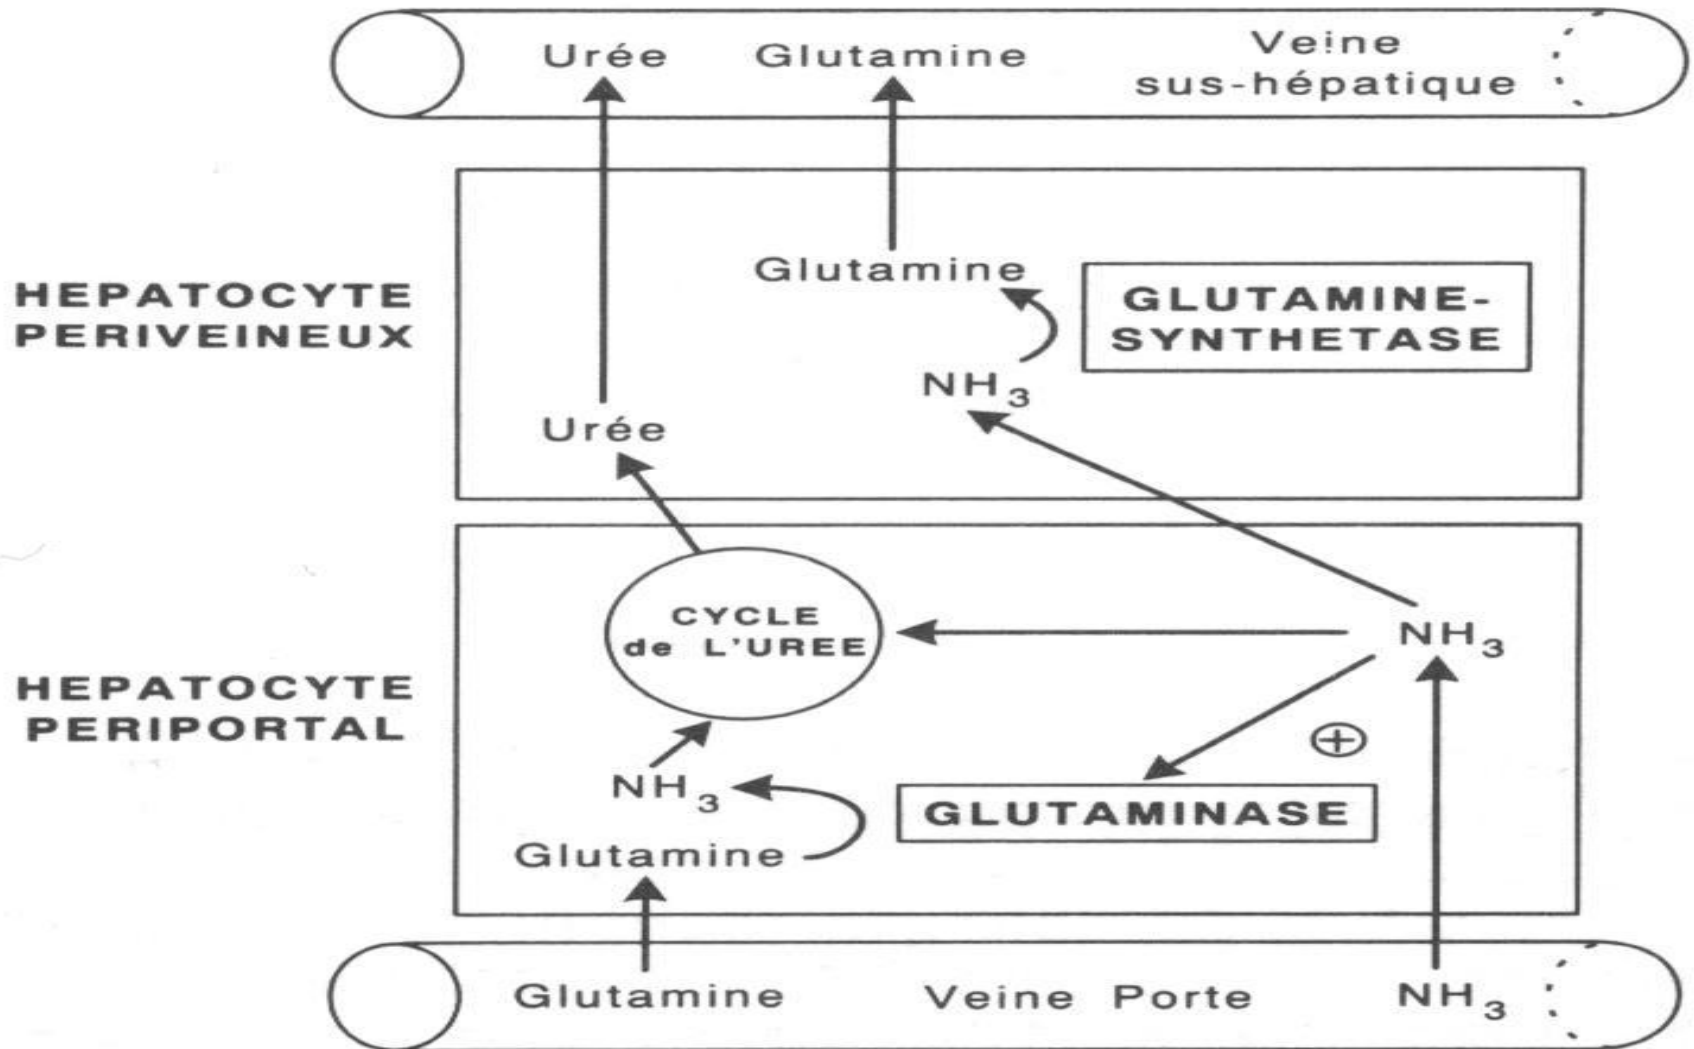 Urée Glutamine Veine
sus-hépatique
HEPATOCYTE
PERIVEINEUX
Glutamine
GLUTAMINE-
SYNTHETASE
NH3
Urée
HEPATOCYTE
PERIPORTAL
CYCLE
de L'UREE
NH3
+
NH3
GLUTAMINASE
Glutamine
Glutamine Veine Porte NH3